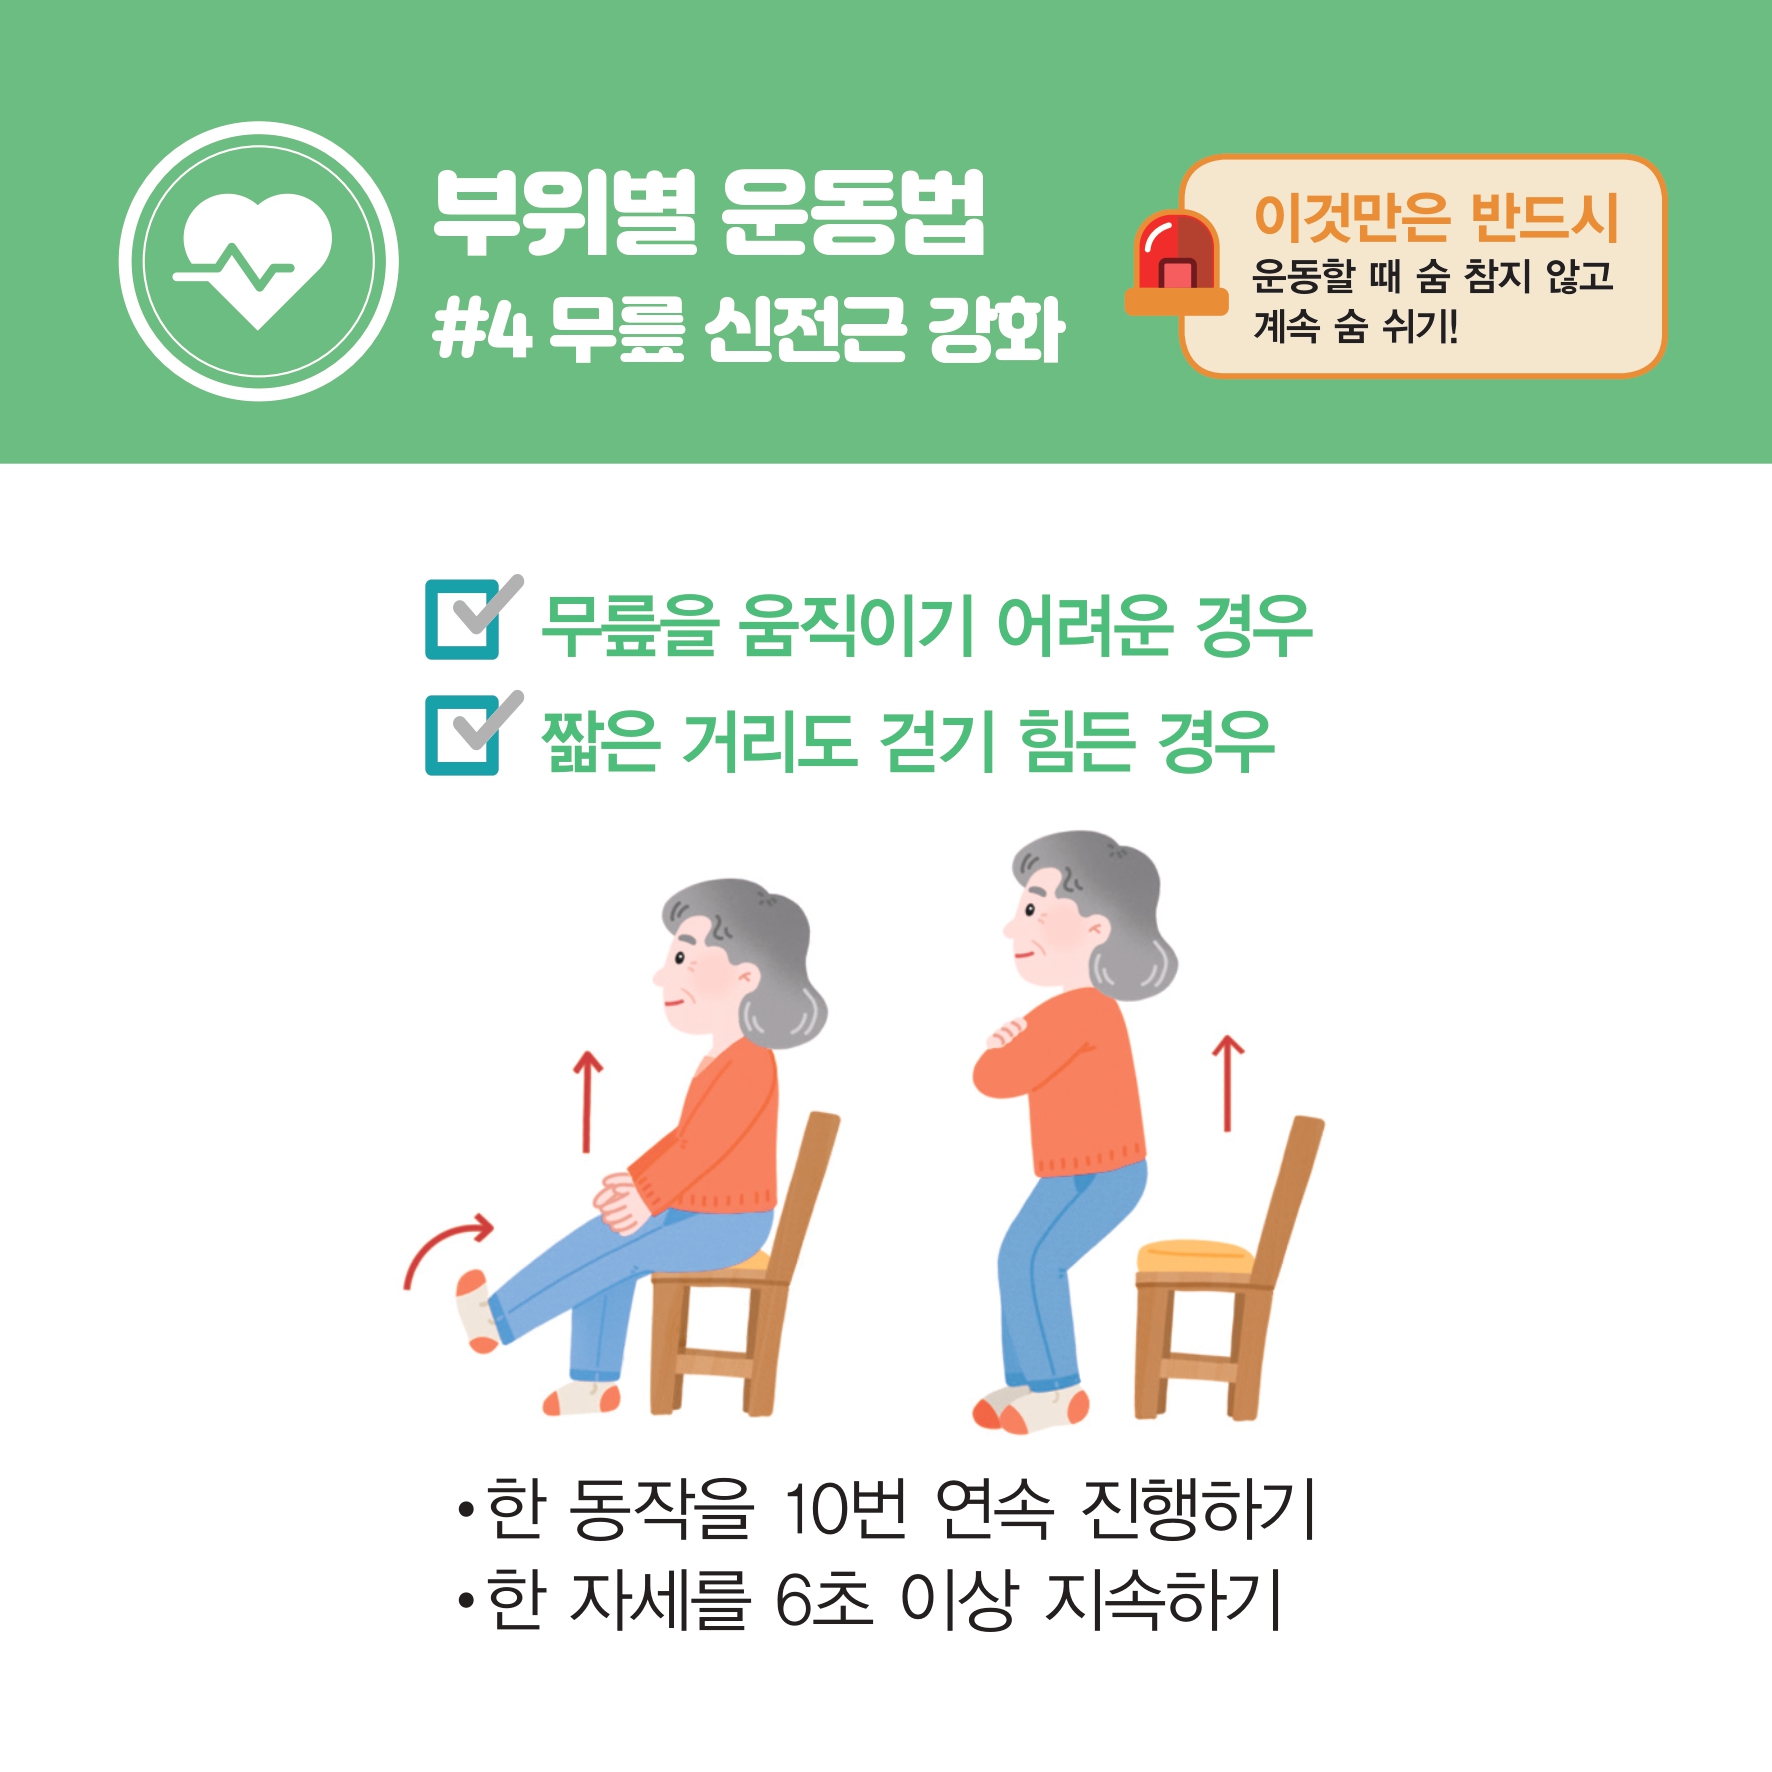 부위별 운동법
#4 무릎 신전근 강화
이것만은 반드시
운동할 때 숨 참지 않고
계속 숨 쉬기!
무릎을 움직이기 어려운 경우
짧은 거리도 걷기 힘든 경우
• 한 동작을 10번 연속 진행하기
• 한 자세를 6초 이상 지속하기